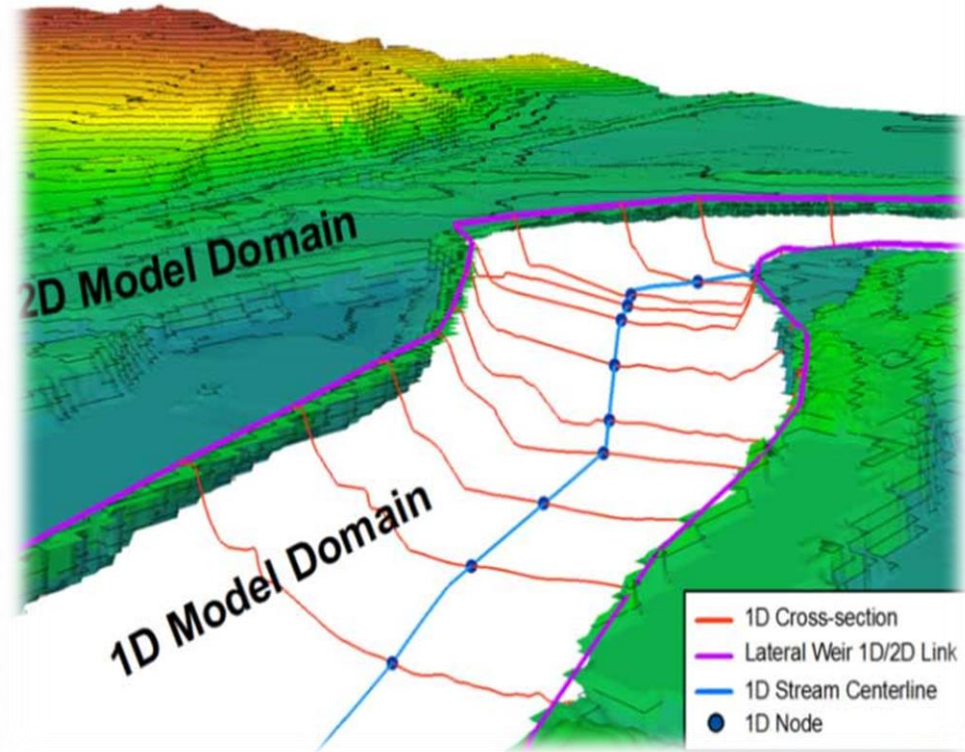 2D Model Domain
1D Model Domain
1D Cross-section
Lateral Weir 1D/2D Link
1D Stream Centerline
1D Node